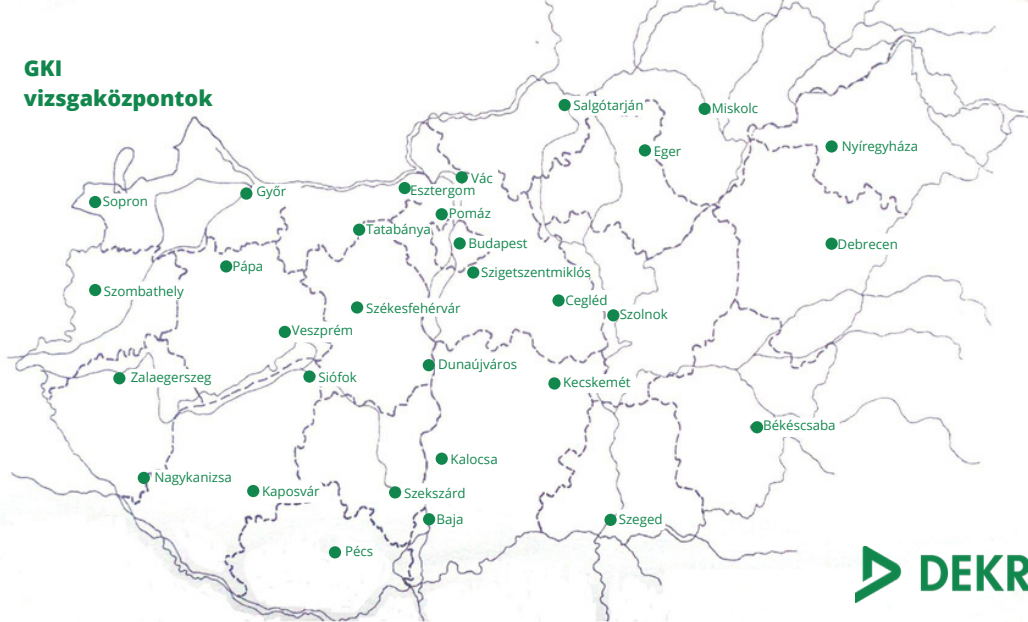 GKI
vizsgaközpontok
Salgótarján
Miskolc
Eger
Nyíregyháza
Vác
Esztergom
Győr
Sopron
Pomáz
Tatabánya
Budapest
Debrecen
Pápa
Szigetszentmiklós
Szombathely
Cegléd
Székesfehérvár
Szolnok
Veszprém
Dunaújváros
Zalaegerszeg
Siófok
Kecskemét
Békéscsaba
Kalocsa
Nagykanizsa
Kaposvár
Szekszárd
Baja
Szeged
Pécs
DEKR